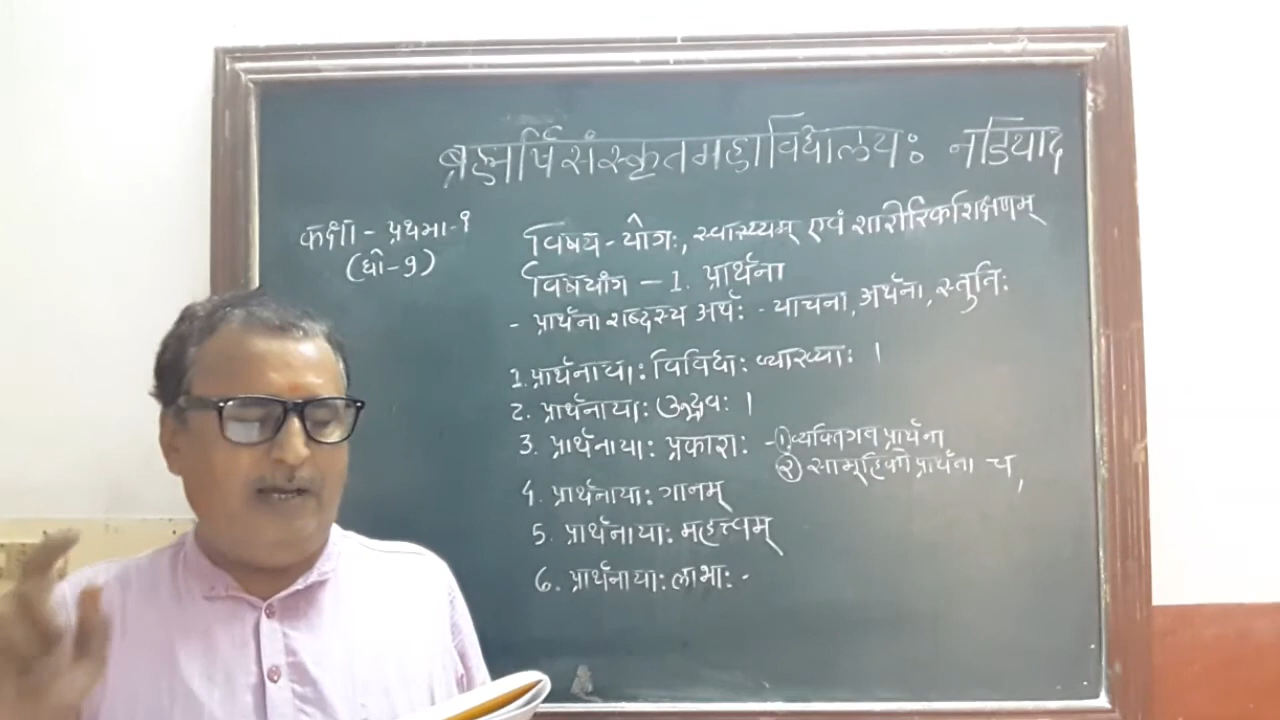 ब्रह्मर्षिसंस्कृतमहाविद्यालयः नडियाद
कक्षा - प्रथमा-१
(धो-9)
विषय - योगः, स्वास्थ्यम् एवं शारीरिकशिक्षणम्
विषयांग - 1. प्रार्थना
- प्रार्थना शब्दस्य अर्थः - याचना, अर्थना, स्तुतिः
1. प्रार्थनायाः विविधाः व्याख्याः ।
2. प्रार्थनायाः उद्भवः ।
3. प्रार्थनायाः प्रकाराः - ① व्यक्तिगत प्रार्थना
② सामूहिकी प्रार्थना च,
4. प्रार्थनायाः गानम्
5. प्रार्थनायाः महत्त्वम्
6. प्रार्थनायाः लाभाः -